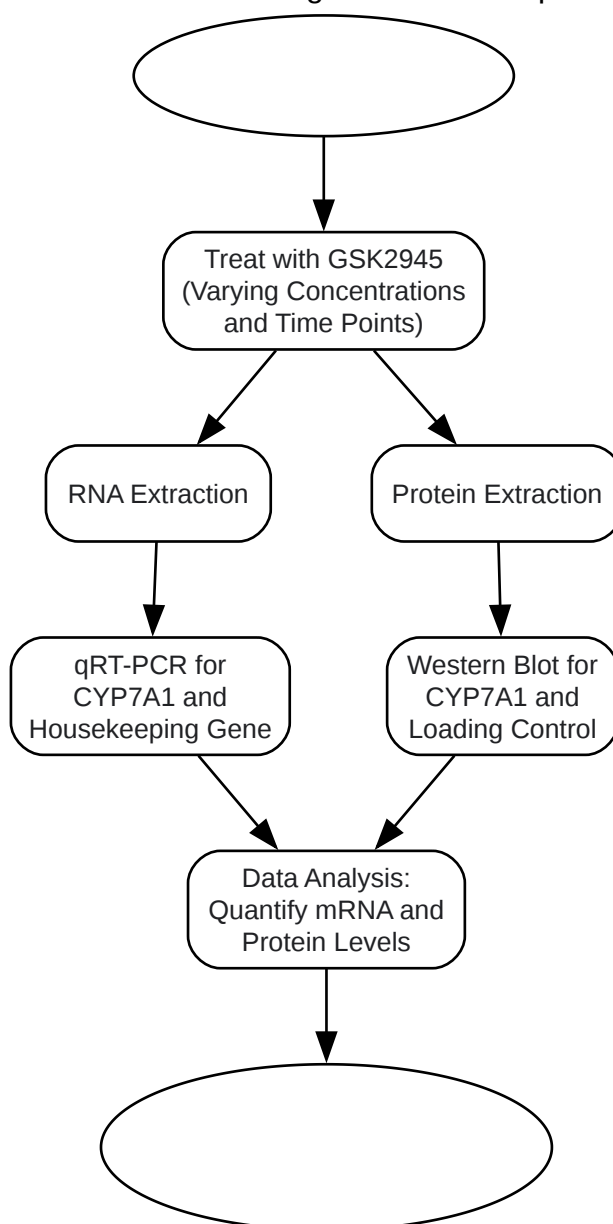 Treat with GSK2945
(Varying Concentrations
and Time Points)
RNA Extraction
Protein Extraction
qRT-PCR for
CYP7A1 and
Housekeeping Gene
Western Blot for
CYP7A1 and
Loading Control
Data Analysis:
Quantify mRNA and
Protein Levels